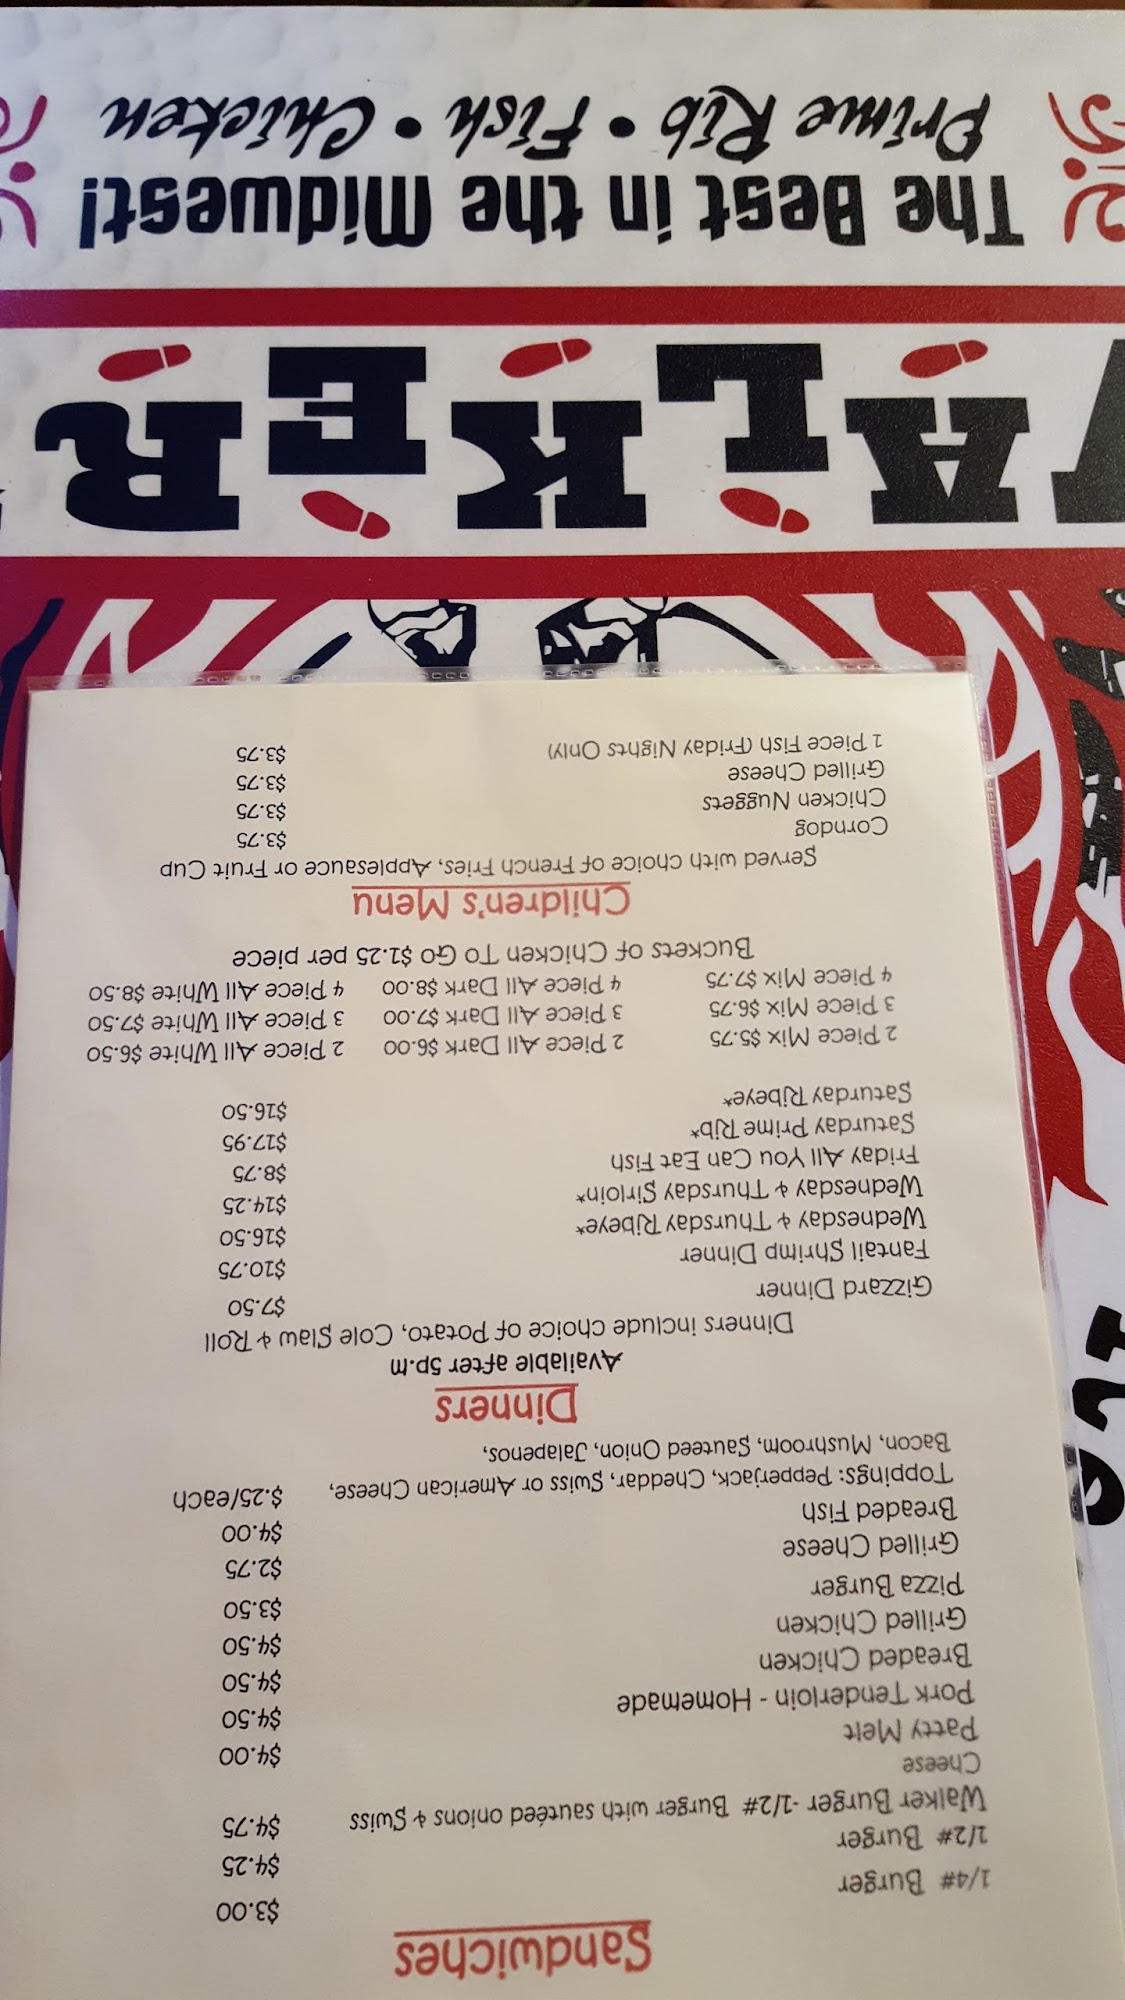 Sandwiches
1/4# Burger $3.00
1/2# Burger $4.25
Walker Burger -1/2# Burger with sautéed onions & Swiss $4.75
Cheese
Patty Melt $4.00
Pork Tenderloin - Homemade $4.50
Breaded Chicken $4.50
Grilled Chicken $4.50
Pizza Burger $3.50
Grilled Cheese $2.75
Breaded Fish $4.00
Toppings: Pepperjack, Cheddar, Swiss or American Cheese, $.25/each
Bacon, Mushroom, Sauteed Onion, Jalapenos,
Dinners
Available after 5p.m
Dinners include choice of Potato, Cole Slaw & Roll
Gizzard Dinner $7.50
Fantail Shrimp Dinner $10.75
Wednesday & Thursday Ribeye* $16.50
Wednesday & Thursday Sirloin* $14.25
Friday All You Can Eat Fish $8.75
Saturday Prime Rib* $17.95
Saturday Ribeye* $16.50
2 Piece Mix $5.75 2 Piece All Dark $6.00 2 Piece All White $6.50
3 Piece Mix $6.75 3 Piece All Dark $7.00 3 Piece All White $7.50
4 Piece Mix $7.75 4 Piece All Dark $8.00 4 Piece All White $8.50
Buckets of Chicken To Go $1.25 per piece
Children's Menu
Served with choice of French Fries, Applesauce or Fruit Cup
Corndog $3.75
Chicken Nuggets $3.75
Grilled Cheese $3.75
1 Piece Fish (Friday Nights Only) $3.75
WALKER
The Best in the Midwest!
Prime Rib • Fish • Chicken